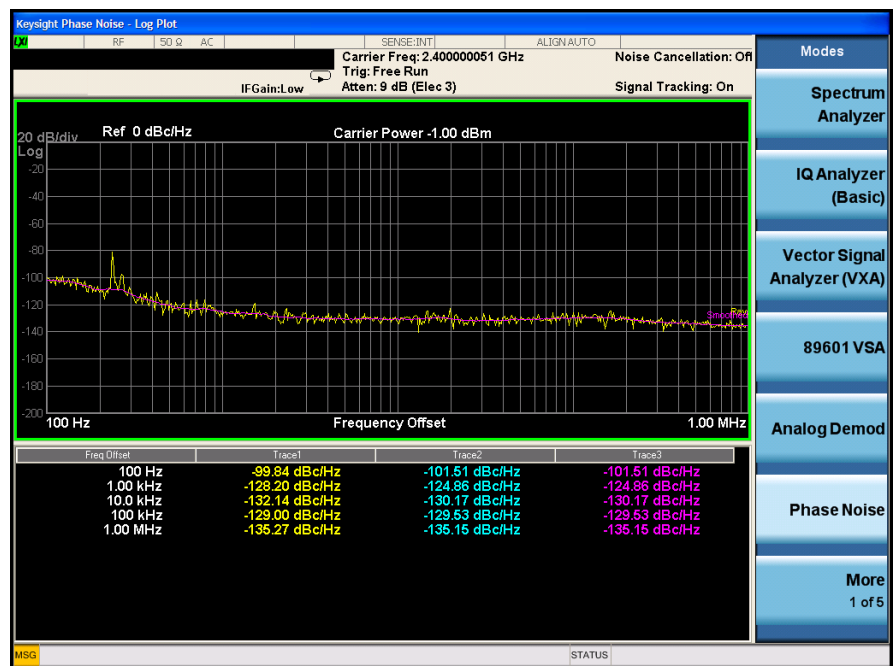 Keysight Phase Noise - Log Plot
LXI RF 50 Ω AC SENSE:INT ALIGN AUTO
Carrier Freq: 2.400000051 GHz Noise Cancellation: Off
Trig: Free Run
IFGain:Low Atten: 9 dB (Elec 3) Signal Tracking: On
20 dB/div Ref 0 dBc/Hz Carrier Power -1.00 dBm
Log
-20
-40
-60
-80
-100
-120
Smoothed
-140
-160
-180
-200
100 Hz Frequency Offset 1.00 MHz
Freq Offset Trace1 Trace2 Trace3
100 Hz -99.84 dBc/Hz -101.51 dBc/Hz -101.51 dBc/Hz
1.00 kHz -128.20 dBc/Hz -124.86 dBc/Hz -124.86 dBc/Hz
10.0 kHz -132.14 dBc/Hz -130.17 dBc/Hz -130.17 dBc/Hz
100 kHz -129.00 dBc/Hz -129.53 dBc/Hz -129.53 dBc/Hz
1.00 MHz -135.27 dBc/Hz -135.15 dBc/Hz -135.15 dBc/Hz
MSG STATUS
Modes
Spectrum
Analyzer
IQ Analyzer
(Basic)
Vector Signal
Analyzer (VXA)
89601 VSA
Analog Demod
Phase Noise
More
1 of 5